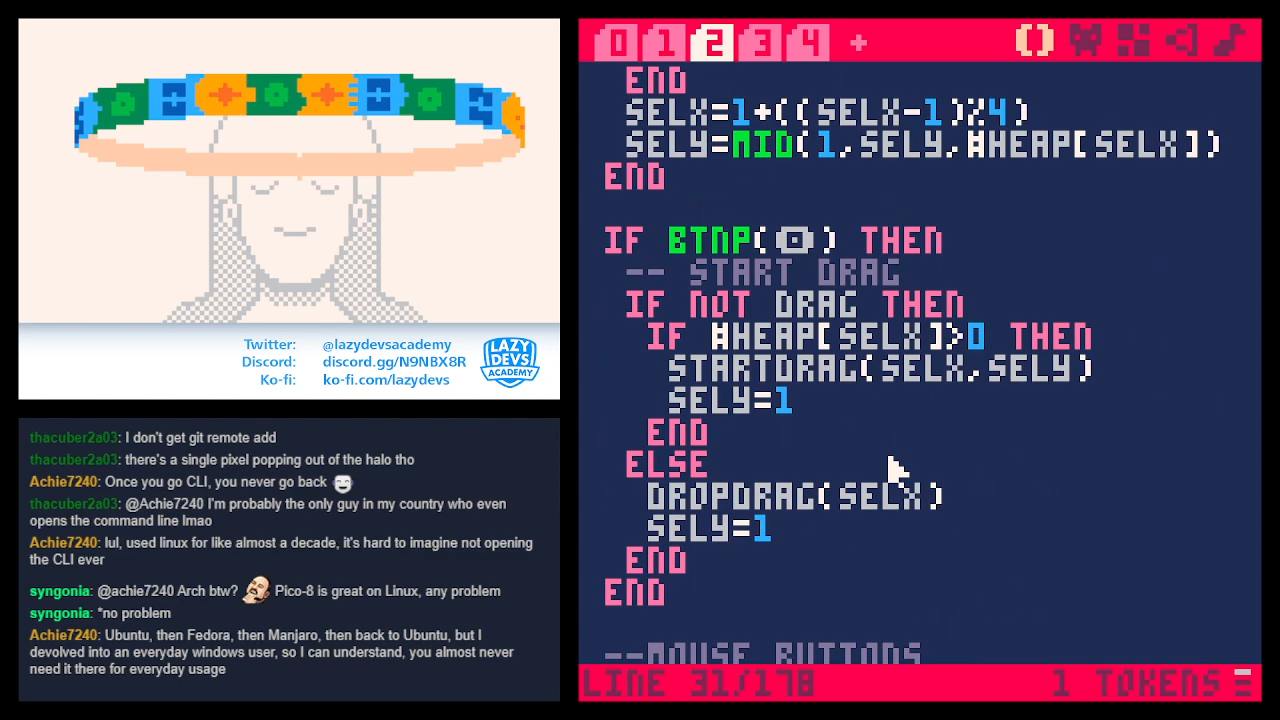 Twitter: @lazydevsacademy
Discord: discord.gg/N9NBX8R
Ko-fi: ko-fi.com/lazydevs
LAZY
DEVS
ACADEMY
thacuber2a03: I don't get git remote add
thacuber2a03: there's a single pixel popping out of the halo tho
Achie7240: Once you go CLI, you never go back
thacuber2a03: @Achie7240 I'm probably the only guy in my country who even
opens the command line lmao
Achie7240: lul, used linux for like almost a decade, it's hard to imagine not opening
the CLI ever
syngonia: @achie7240 Arch btw? Pico-8 is great on Linux, any problem
syngonia: *no problem
Achie7240: Ubuntu, then Fedora, then Manjaro, then back to Ubuntu, but I
devolved into an everyday windows user, so I can understand, you almost never
need it there for everyday usage
0 1 2 3 4 +
END
SELX=1+((SELX-1)%4)
SELY=MID(1,SELY,#HEAP[SELX])
END
IF BTNP(🅾️) THEN
-- START DRAG
IF NOT DRAG THEN
IF #HEAP[SELX]>0 THEN
STARTDRAG(SELX,SELY)
SELY=1
END
ELSE
DROPDRAG(SELX)
SELY=1
END
END
--MOUSE BUTTONS
LINE 31/178 1 TOKENS